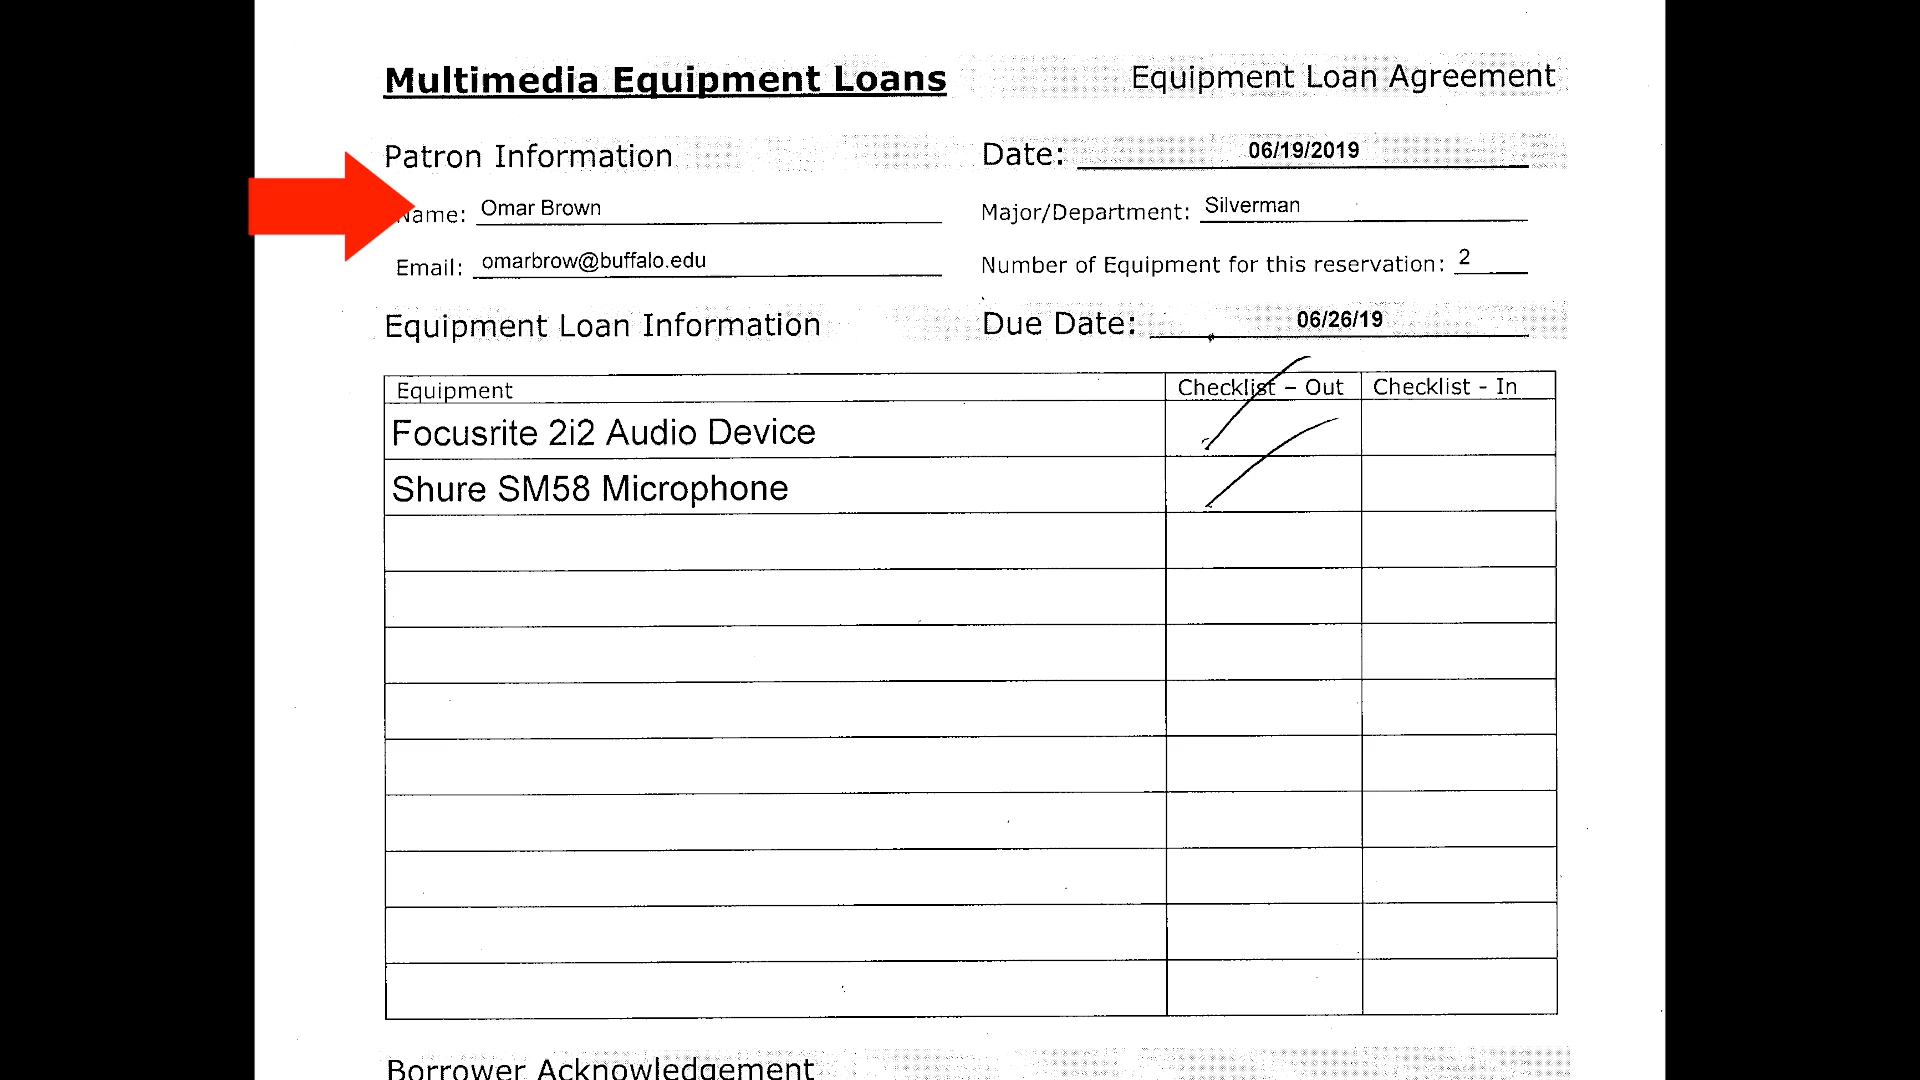 Multimedia Equipment Loans Equipment Loan Agreement
Patron Information Date: 06/19/2019
Name: Omar Brown Major/Department: Silverman
Email: omarbrow@buffalo.edu Number of Equipment for this reservation: 2
Equipment Loan Information Due Date: 06/26/19
Equipment Checklist – Out Checklist - In
Focusrite 2i2 Audio Device
Shure SM58 Microphone
Borrower Acknowledgement